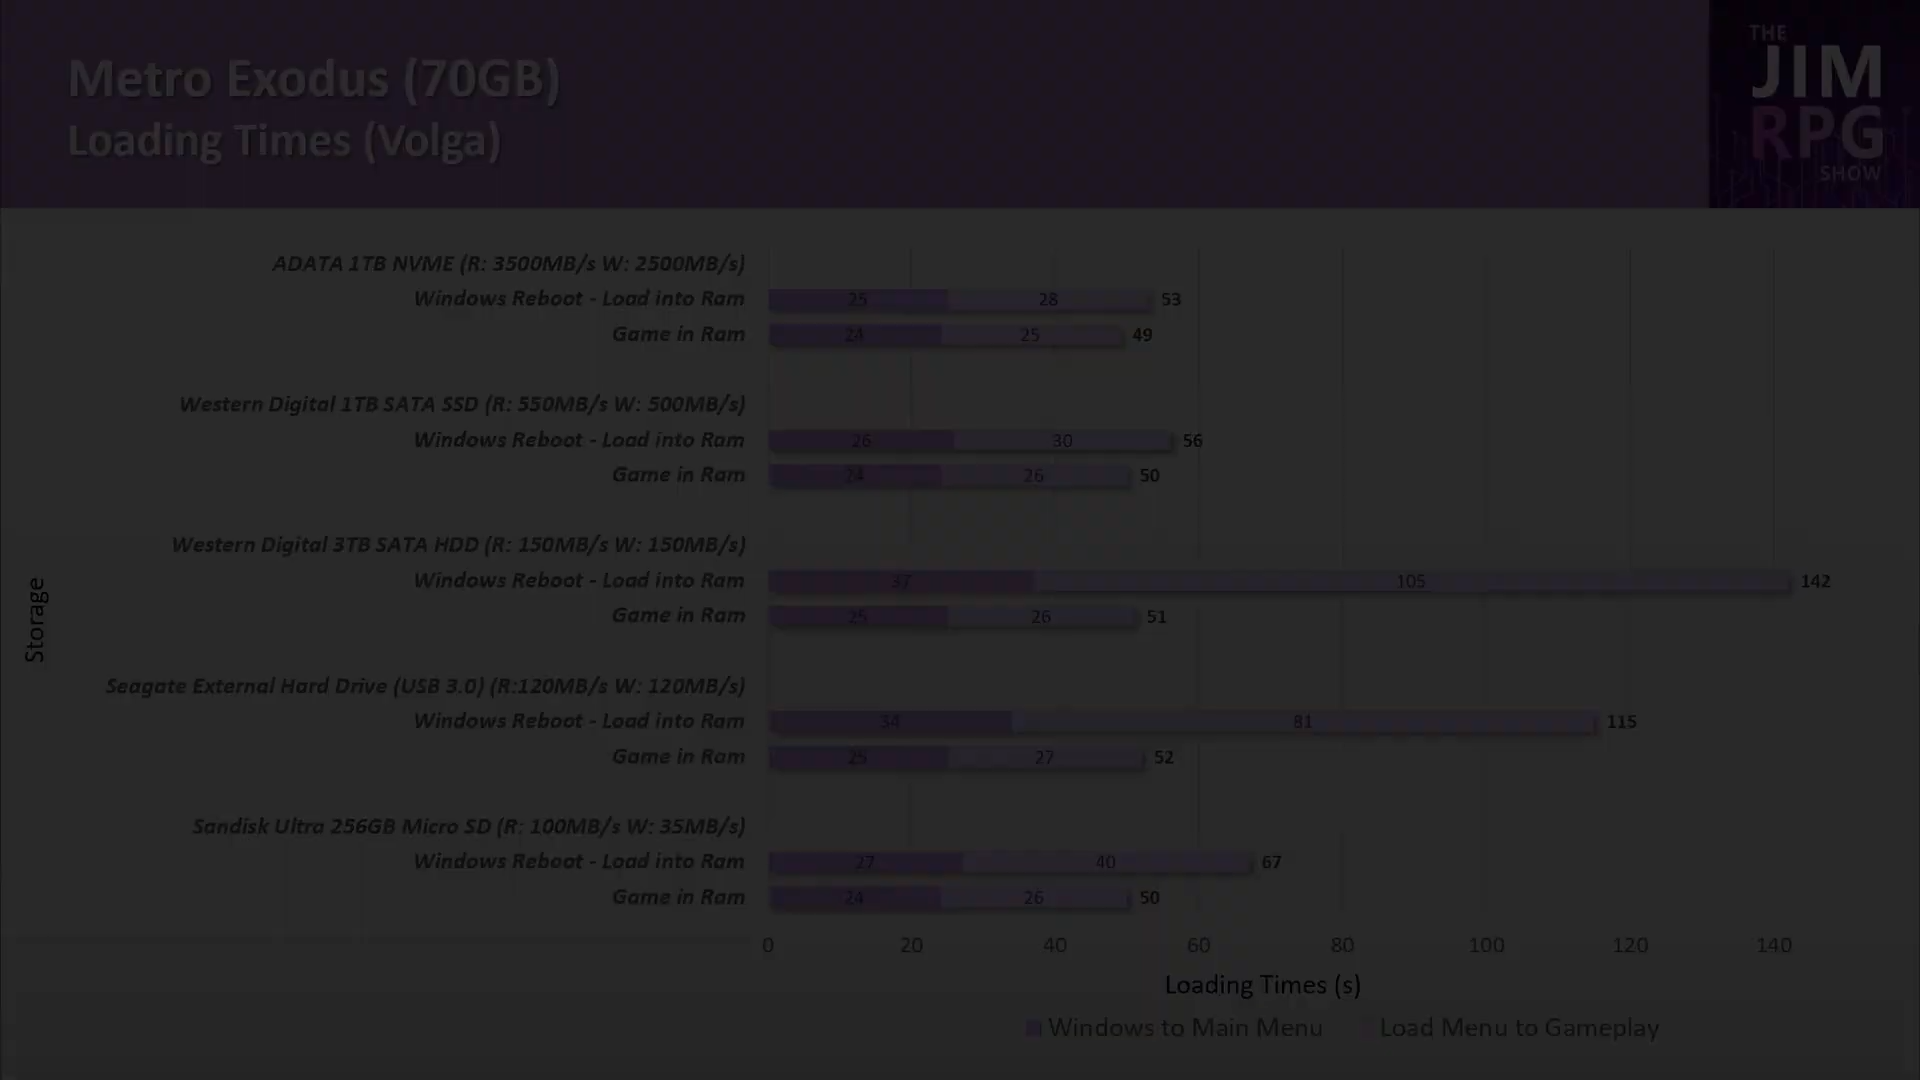 Metro Exodus (70GB)
Loading Times (Volga)
THE
JIM
RPG
SHOW
ADATA 1TB NVME (R: 3500MB/s W: 2500MB/s)
Windows Reboot - Load into Ram 25 28 53
Game in Ram 24 25 49
Western Digital 1TB SATA SSD (R: 550MB/s W: 500MB/s)
Windows Reboot - Load into Ram 26 30 56
Game in Ram 24 26 50
Western Digital 3TB SATA HDD (R: 150MB/s W: 150MB/s)
Windows Reboot - Load into Ram 37 105 142
Game in Ram 25 26 51
Storage
Seagate External Hard Drive (USB 3.0) (R:120MB/s W: 120MB/s)
Windows Reboot - Load into Ram 34 81 115
Game in Ram 25 27 52
Sandisk Ultra 256GB Micro SD (R: 100MB/s W: 35MB/s)
Windows Reboot - Load into Ram 27 40 67
Game in Ram 24 26 50
0 20 40 60 80 100 120 140
Loading Times (s)
Windows to Main Menu Load Menu to Gameplay